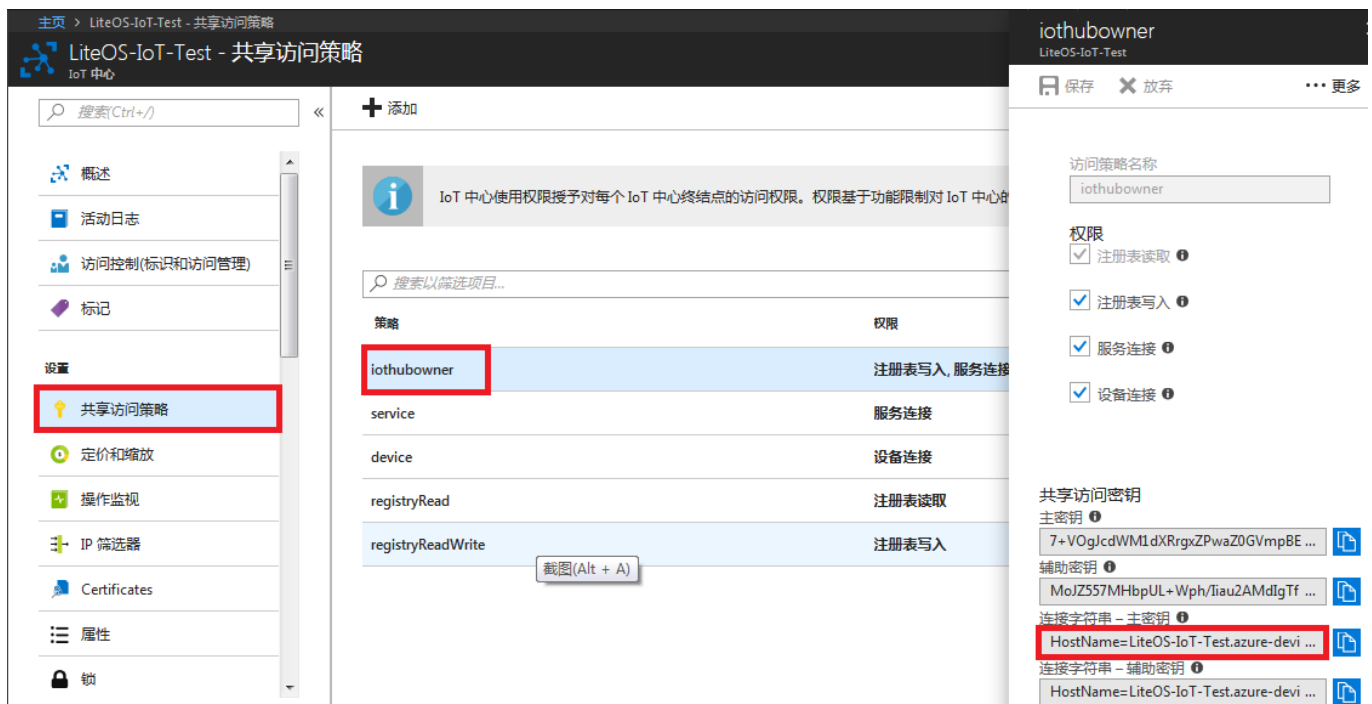 主页 > LiteOS-IoT-Test - 共享访问策略
LiteOS-IoT-Test - 共享访问策略
IoT 中心
搜索(Ctrl+/)
概述
活动日志
访问控制(标识和访问管理)
标记
设置
共享访问策略
定价和缩放
操作监视
IP 筛选器
Certificates
属性
锁
添加
IoT 中心使用权限授予对每个 IoT 中心终结点的访问权限。权限基于功能限制对 IoT 中心的
搜索以筛选项目...
策略 权限
iothubowner 注册表写入, 服务连接
service 服务连接
device 设备连接
registryRead 注册表读取
registryReadWrite 注册表写入
截图(Alt + A)
iothubowner
LiteOS-IoT-Test
保存 放弃 ··· 更多
访问策略名称
iothubowner
权限
注册表读取
注册表写入
服务连接
设备连接
共享访问密钥
主密钥
7+VOgJcdWM1dXRrgxZPwaZ0GVmpBE ...
辅助密钥
MoJZ557MHbpUL+Wph/Iiau2AMdIgTf ...
连接字符串 – 主密钥
HostName=LiteOS-IoT-Test.azure-devi ...
连接字符串 – 辅助密钥
HostName=LiteOS-IoT-Test.azure-devi ...